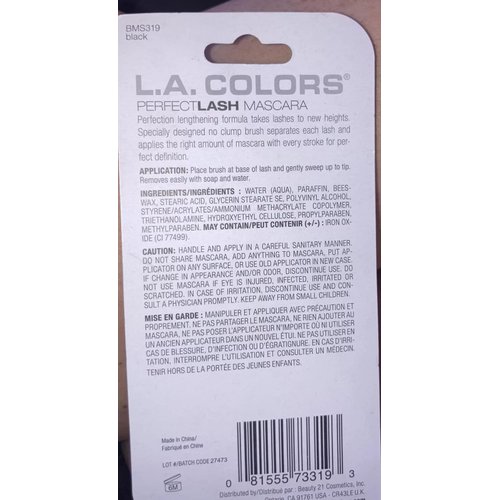 BMS319
black
L.A. COLORS®
PERFECTLASH MASCARA
Perfection lengthening formula takes lashes to new heights.
Specially designed no clump brush separates each lash and
applies the right amount of mascara with every stroke for per-
fect definition.
APPLICATION: Place brush at base of lash and gently sweep up to tip.
Removes easily with soap and water.
INGREDIENTS/INGRÉDIENTS : WATER (AQUA), PARAFFIN, BEES-
WAX, STEARIC ACID, GLYCERIN STEARATE SE, POLYVINYL ALCOHOL,
STYRENE/ACRYLATES/AMMONIUM METHACRYLATE COPOLYMER,
TRIETHANOLAMINE, HYDROXYETHYL CELLULOSE, PROPYLPARABEN,
METHYLPARABEN. MAY CONTAIN/PEUT CONTENIR (+/-) : IRON OX-
IDE (CI 77499).
CAUTION: HANDLE AND APPLY IN A CAREFUL SANITARY MANNER.
DO NOT SHARE MASCARA, ADD ANYTHING TO MASCARA, PUT AP-
PLICATOR ON ANY SURFACE, OR USE OLD APPLICATOR IN NEW CASE.
IF CHANGE IN APPEARANCE AND/OR ODOR, DISCONTINUE USE. DO
NOT USE MASCARA IF EYE IS INJURED, INFECTED, IRRITATED OR
SCRATCHED. IN CASE OF IRRITATION, DISCONTINUE USE AND CON-
SULT A PHYSICIAN PROMPTLY. KEEP AWAY FROM SMALL CHILDREN.
MISE EN GARDE : MANIPULER ET APPLIQUER AVEC PRÉCAUTION ET
PROPREMENT. NE PAS PARTAGER LE MASCARA, NE RIEN AJOUTER AU
MASCARA, NE PAS POSER L'APPLICATEUR N'IMPORTE OÙ NI UTILISER
UN ANCIEN APPLICATEUR DANS UN NOUVEL ÉTUI. NE PAS UTILISER EN
CAS DE BLESSURE, D'INFECTION OU D'ÉGRATIGNURE. EN CAS D'IRRI-
TATION, INTERROMPRE L'UTILISATION ET CONSULTER UN MÉDECIN.
TENIR HORS DE LA PORTÉE DES JEUNES ENFANTS.
Made in China/
Fabriqué en Chine
LOT #/BATCH CODE 27473
6M
0 81555 73319 3
Distributed by/Distribué par : Beauty 21 Cosmetics, Inc.
Ontario, CA 91761 USA - CR43LE U.K.